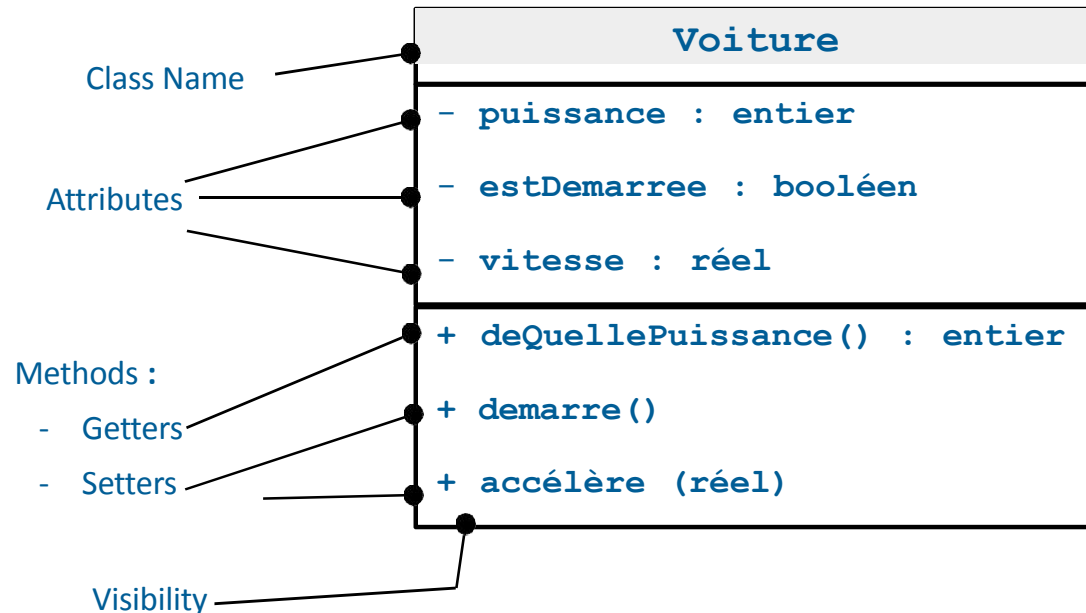 Voiture
Class Name
- puissance : entier
- estDemarree : booléen
Attributes
- vitesse : réel
+ deQuellePuissance() : entier
Methods :
- Getters
+ demarre()
- Setters
+ accélère (réel)
Visibility